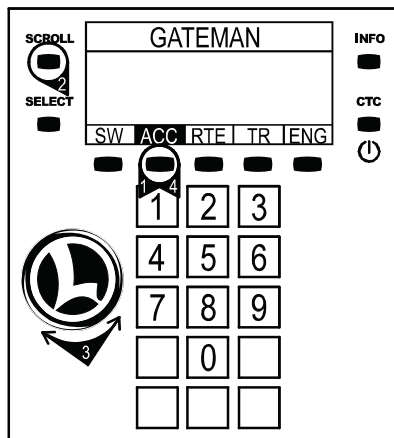 GATEMAN
SCROLL
INFO
2
SELECT
CTC
SW ACC RTE TR ENG
1 4
1 2 3
4 5 6
7 8 9
0
L
3